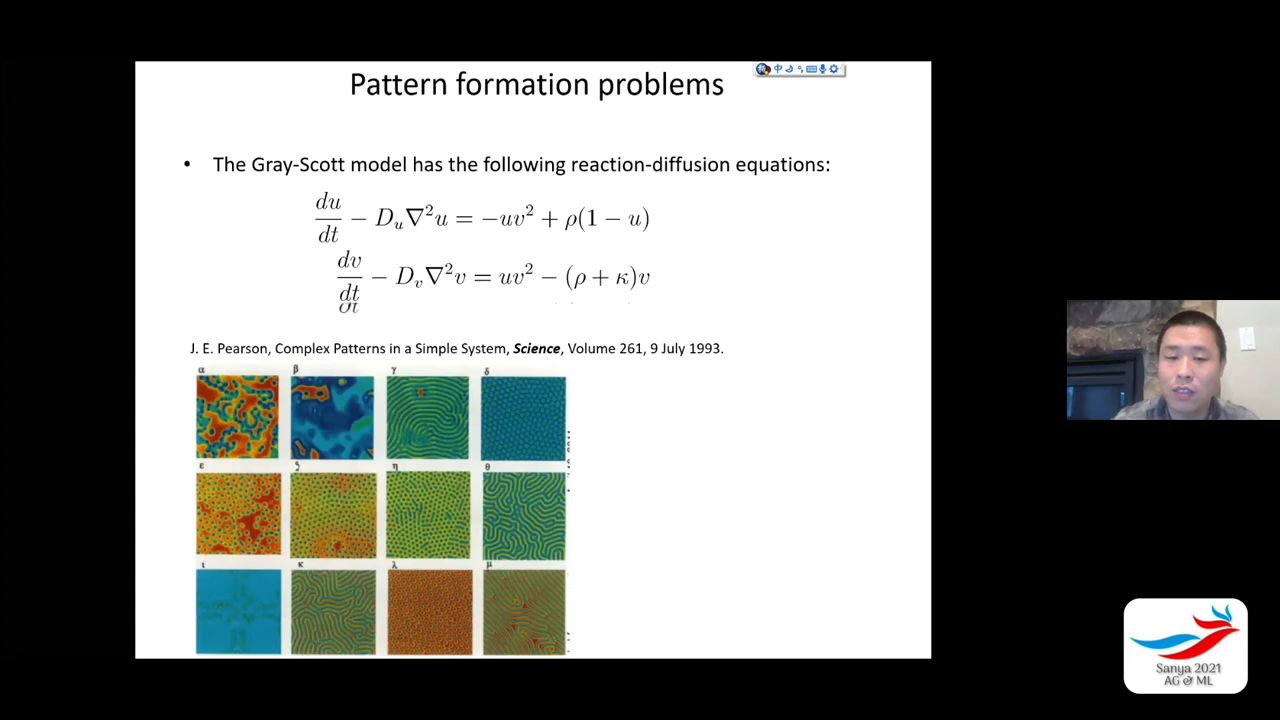 Pattern formation problems
中
• The Gray-Scott model has the following reaction-diffusion equations:
du/dt − D_u∇²u = −uv² + ρ(1 − u)
dv/dt − D_v∇²v = uv² − (ρ + κ)v
J. E. Pearson, Complex Patterns in a Simple System, Science, Volume 261, 9 July 1993.
α β γ δ
ε ζ η θ
ι κ λ μ
Sanya 2021
AG & ML